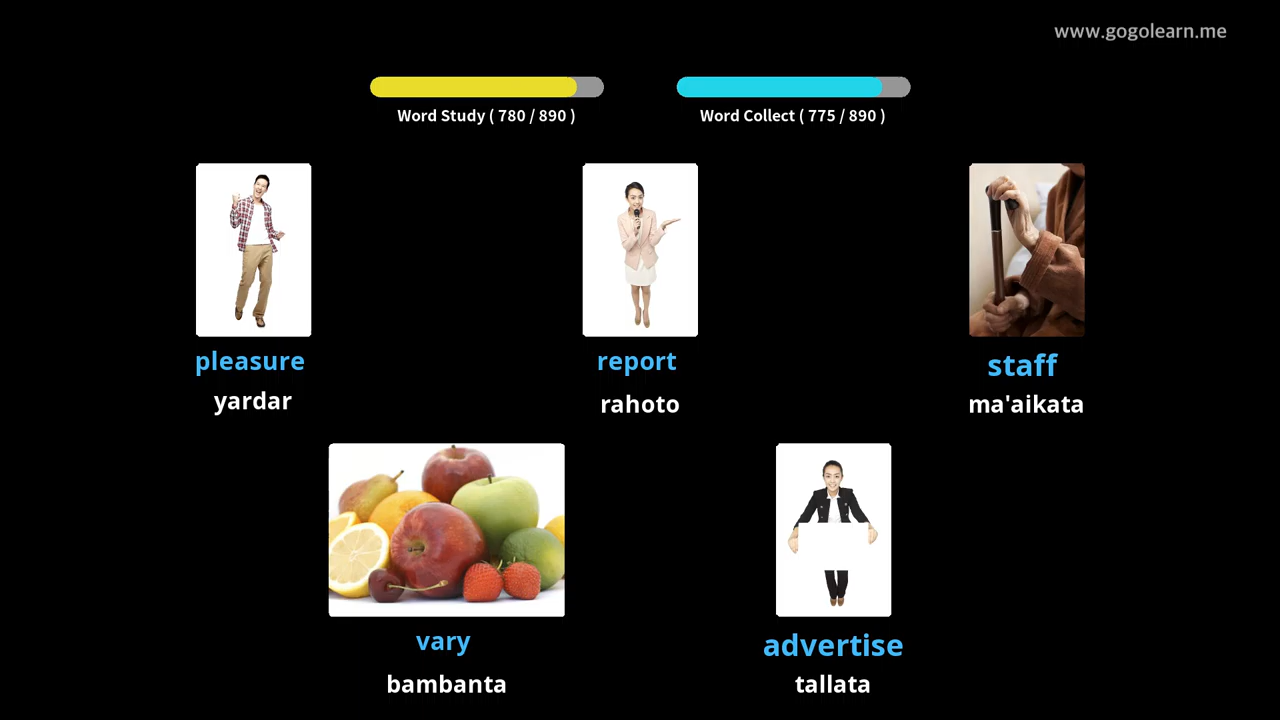 www.gogolearn.me
Word Study ( 780 / 890 )
Word Collect ( 775 / 890 )
pleasure
yardar
report
rahoto
staff
ma'aikata
vary
bambanta
advertise
tallata